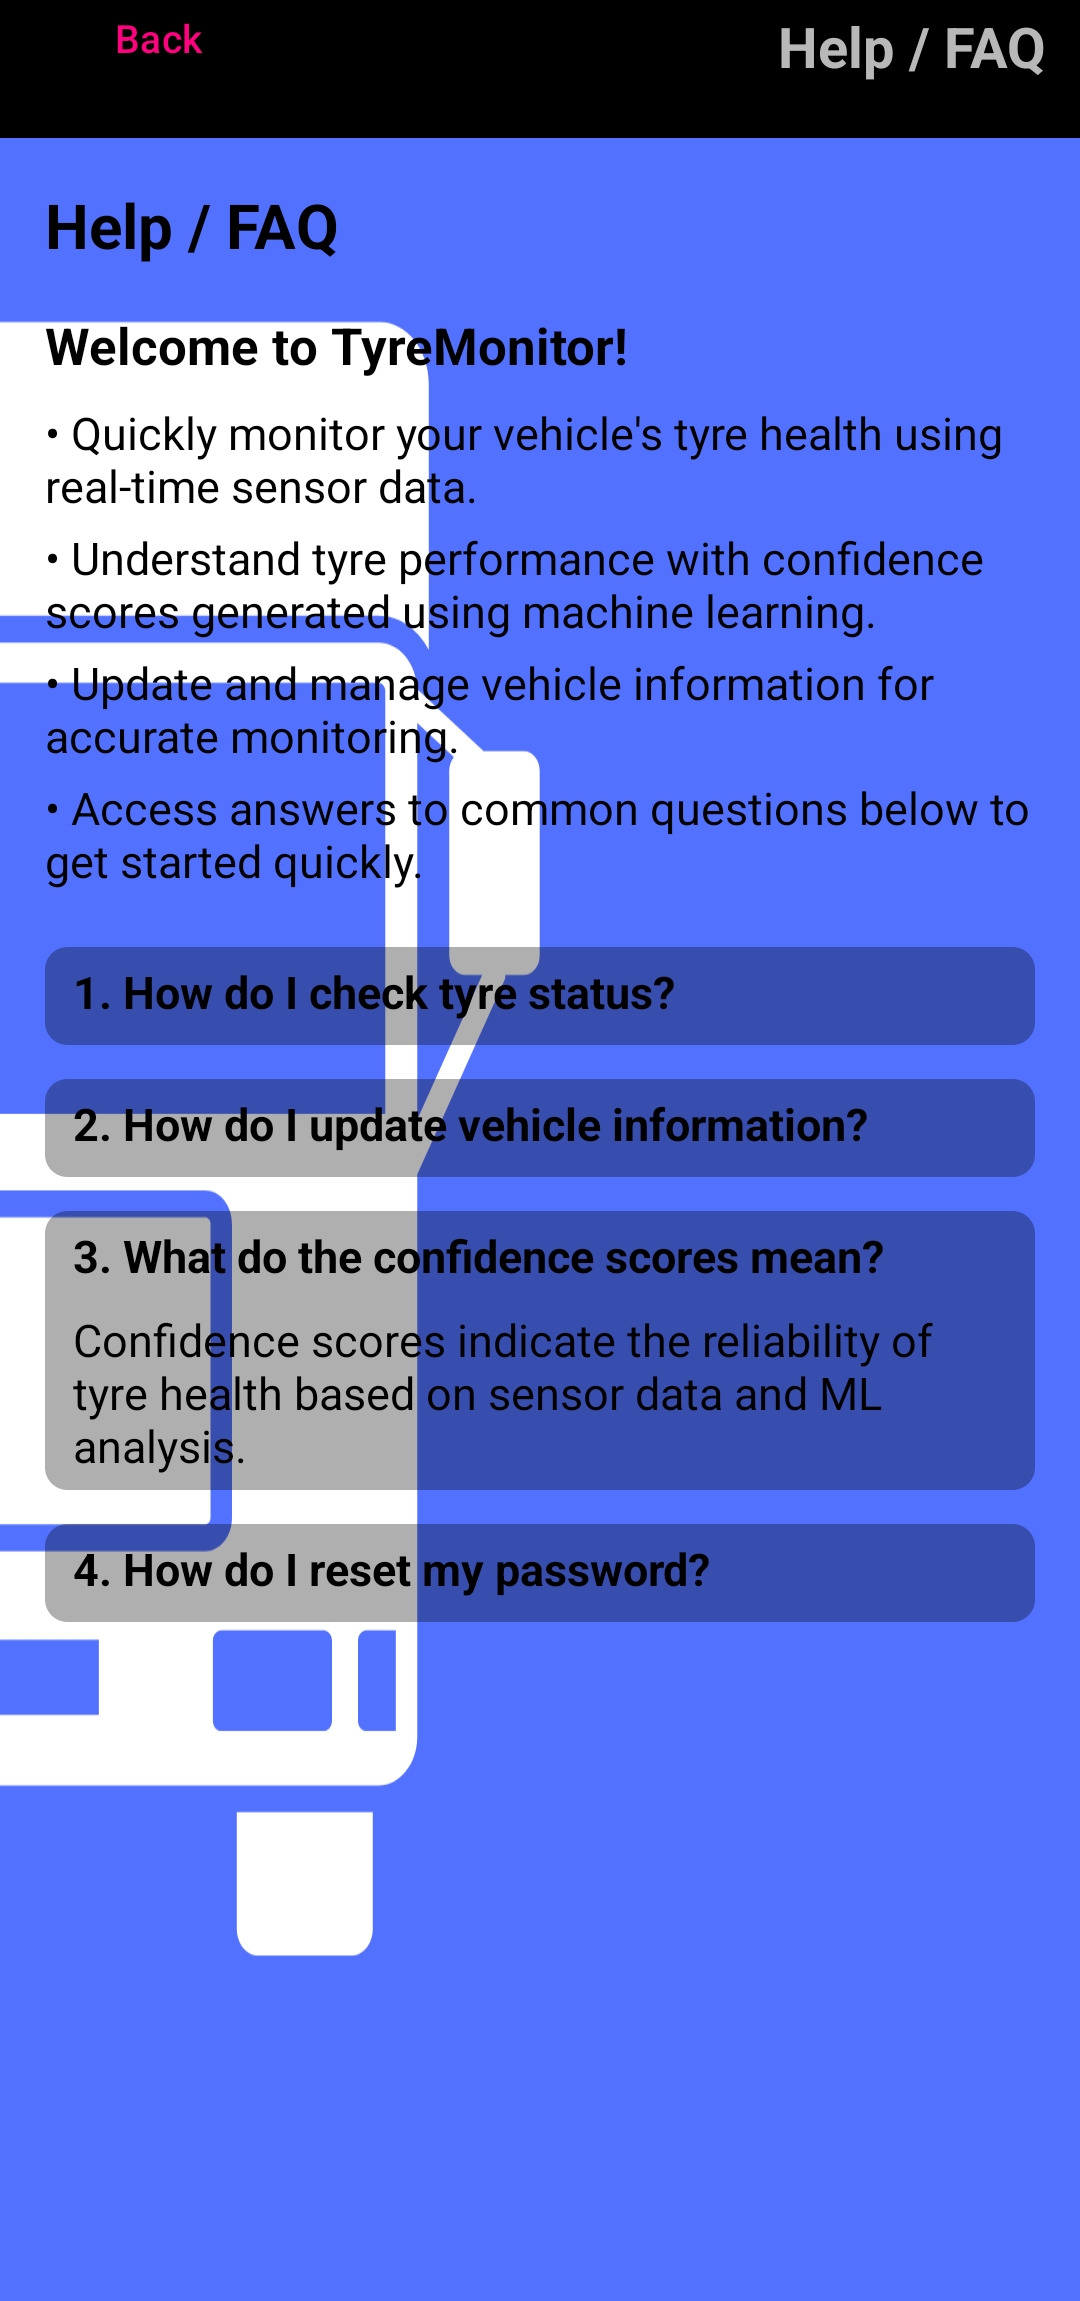 Back
Help / FAQ
Help / FAQ
Welcome to TyreMonitor!
• Quickly monitor your vehicle's tyre health using
real-time sensor data.
• Understand tyre performance with confidence
scores generated using machine learning.
• Update and manage vehicle information for
accurate monitoring.
• Access answers to common questions below to
get started quickly.
1. How do I check tyre status?
2. How do I update vehicle information?
3. What do the confidence scores mean?
Confidence scores indicate the reliability of
tyre health based on sensor data and ML
analysis.
4. How do I reset my password?